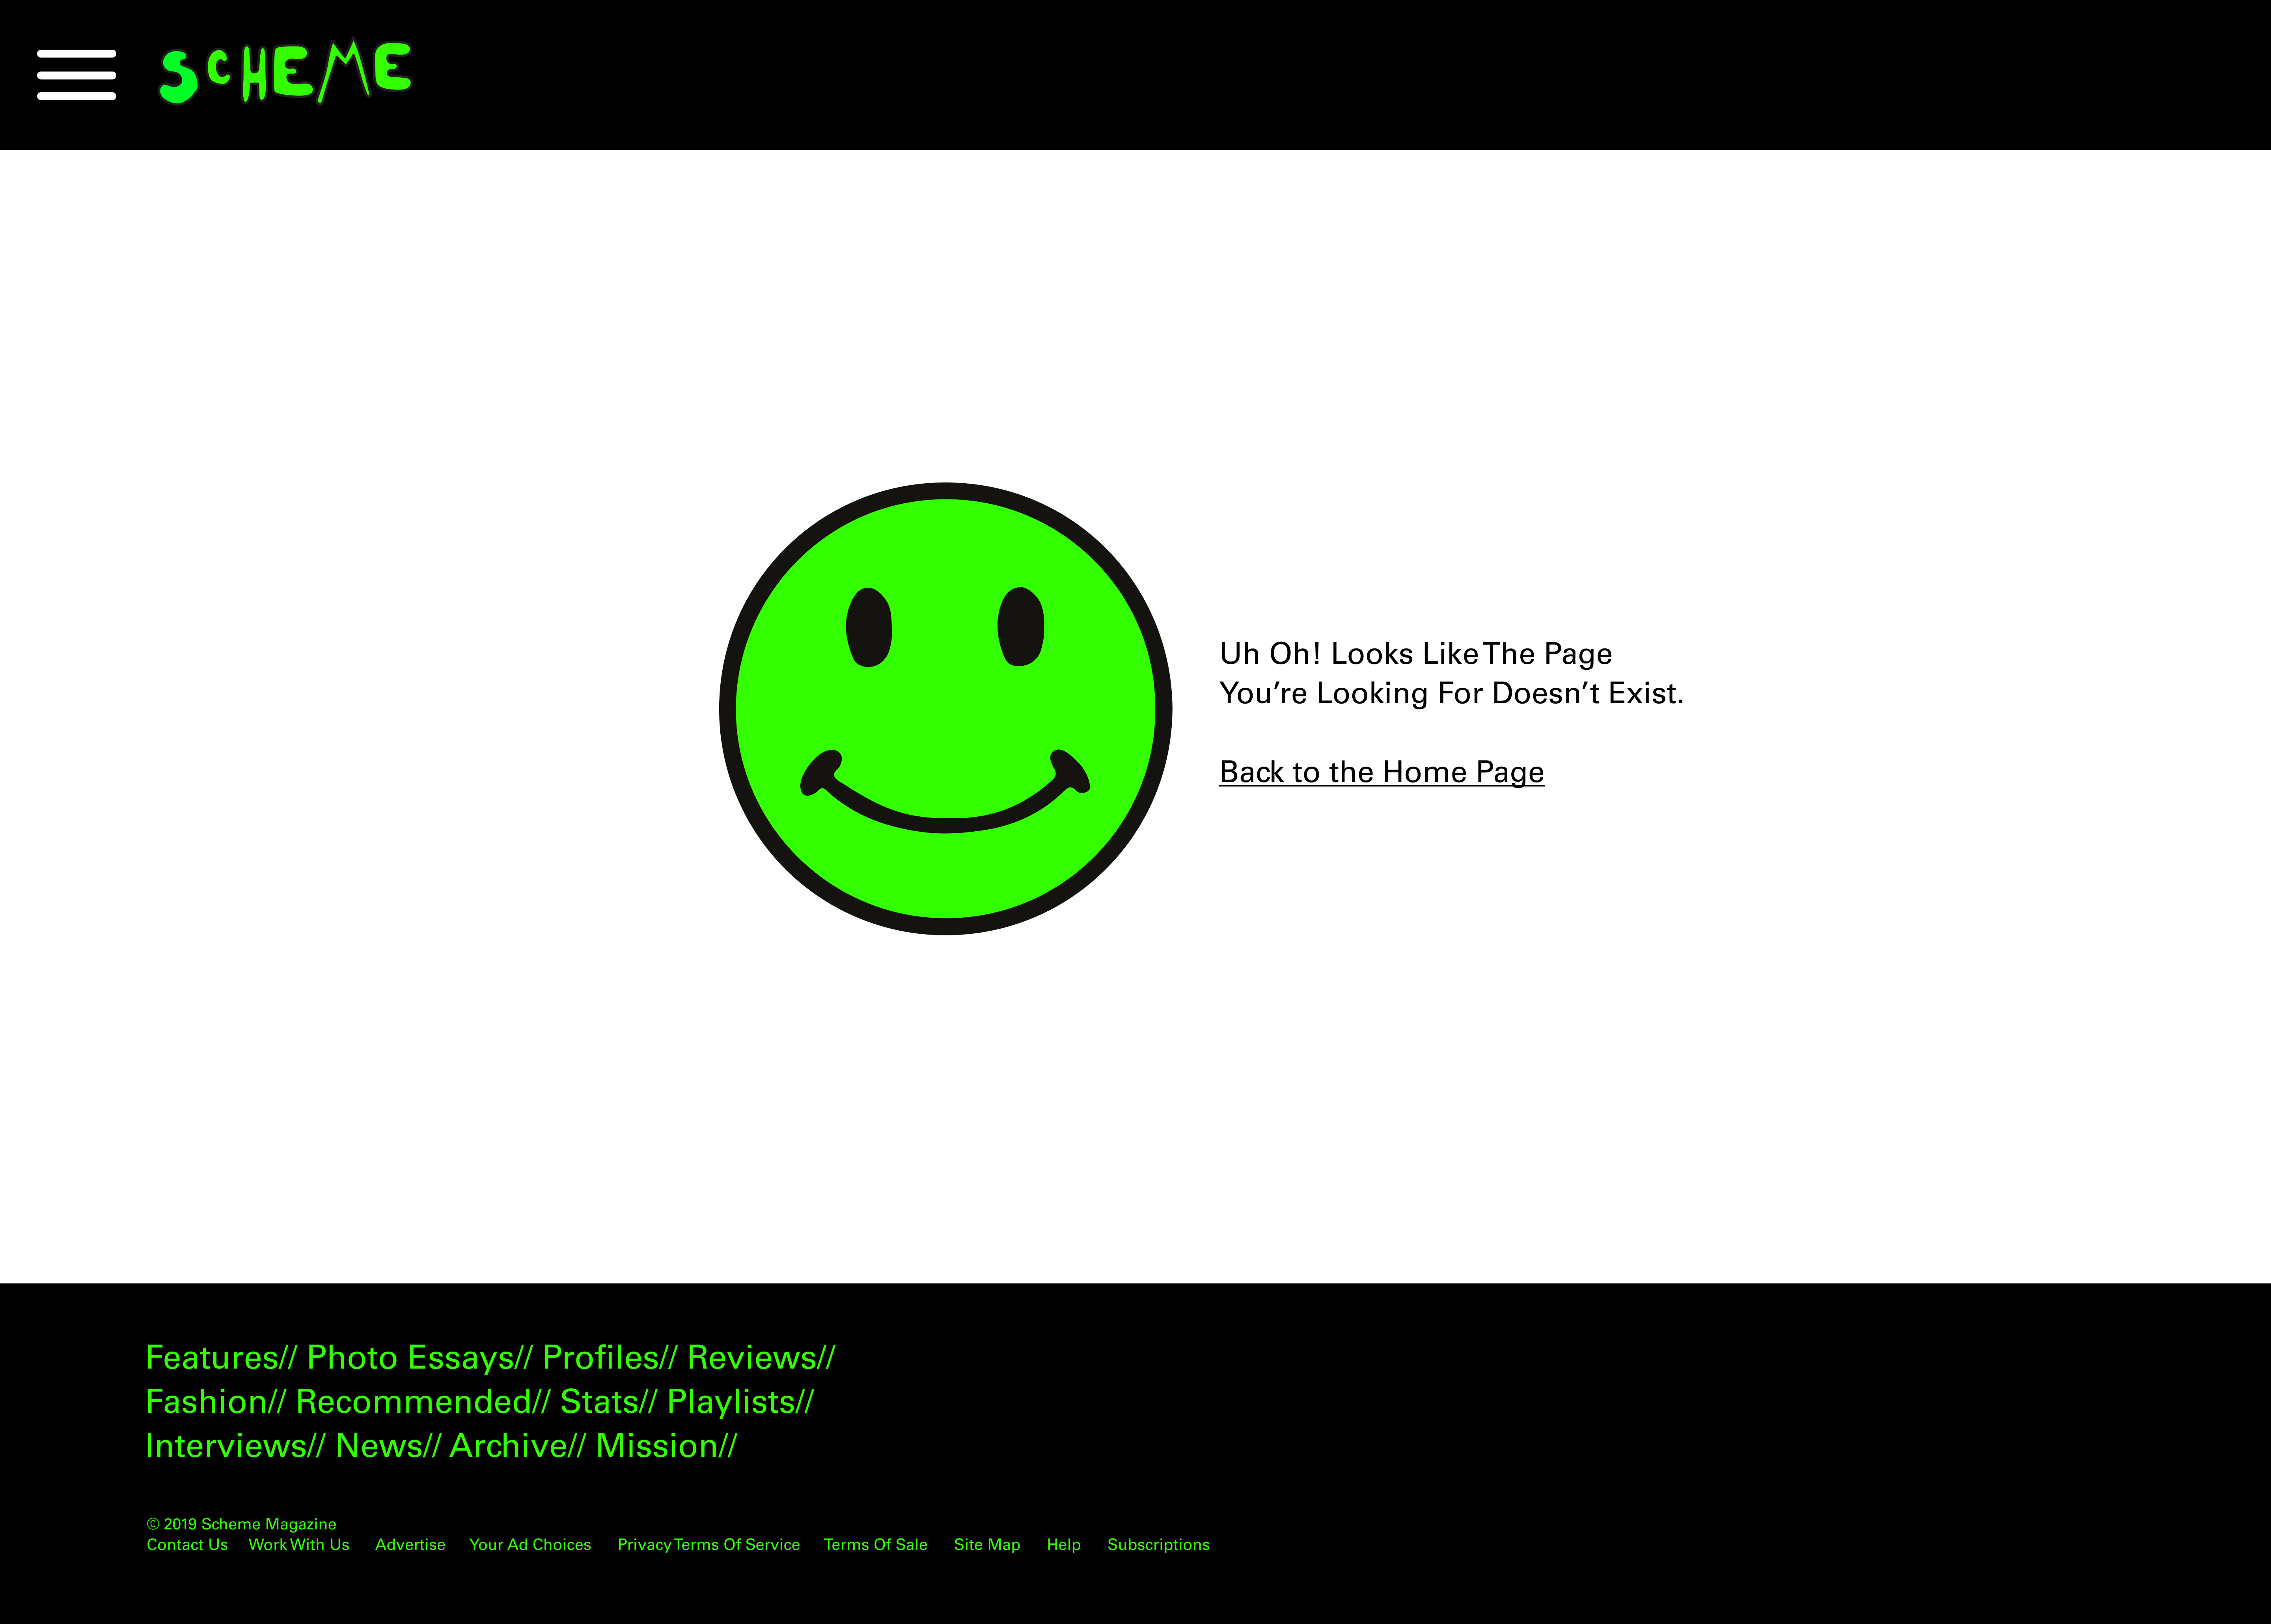 SCHEME
Uh Oh! Looks Like The Page
You’re Looking For Doesn’t Exist.
Back to the Home Page
Features// Photo Essays// Profiles// Reviews//
Fashion// Recommended// Stats// Playlists//
Interviews// News// Archive// Mission//
© 2019 Scheme Magazine
Contact Us Work With Us Advertise Your Ad Choices Privacy Terms Of Service Terms Of Sale Site Map Help Subscriptions